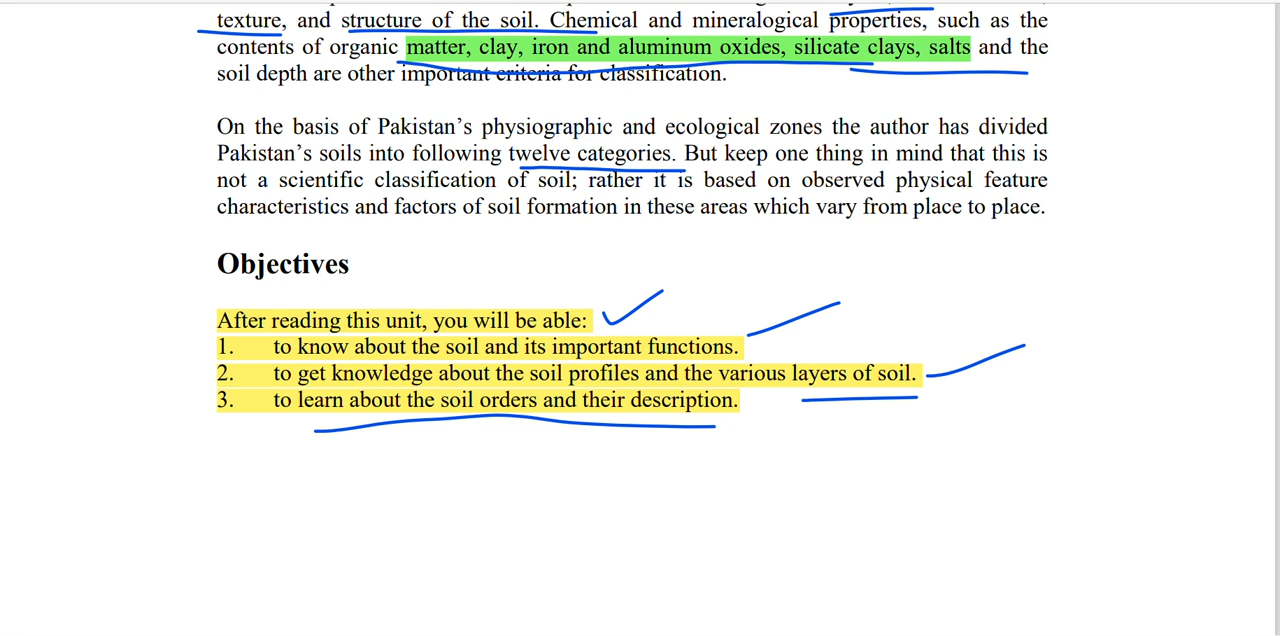 texture, and structure of the soil. Chemical and mineralogical properties, such as the
contents of organic matter, clay, iron and aluminum oxides, silicate clays, salts and the
soil depth are other important criteria for classification.
On the basis of Pakistan’s physiographic and ecological zones the author has divided
Pakistan’s soils into following twelve categories. But keep one thing in mind that this is
not a scientific classification of soil; rather it is based on observed physical feature
characteristics and factors of soil formation in these areas which vary from place to place.
Objectives
After reading this unit, you will be able:
1. to know about the soil and its important functions.
2. to get knowledge about the soil profiles and the various layers of soil.
3. to learn about the soil orders and their description.